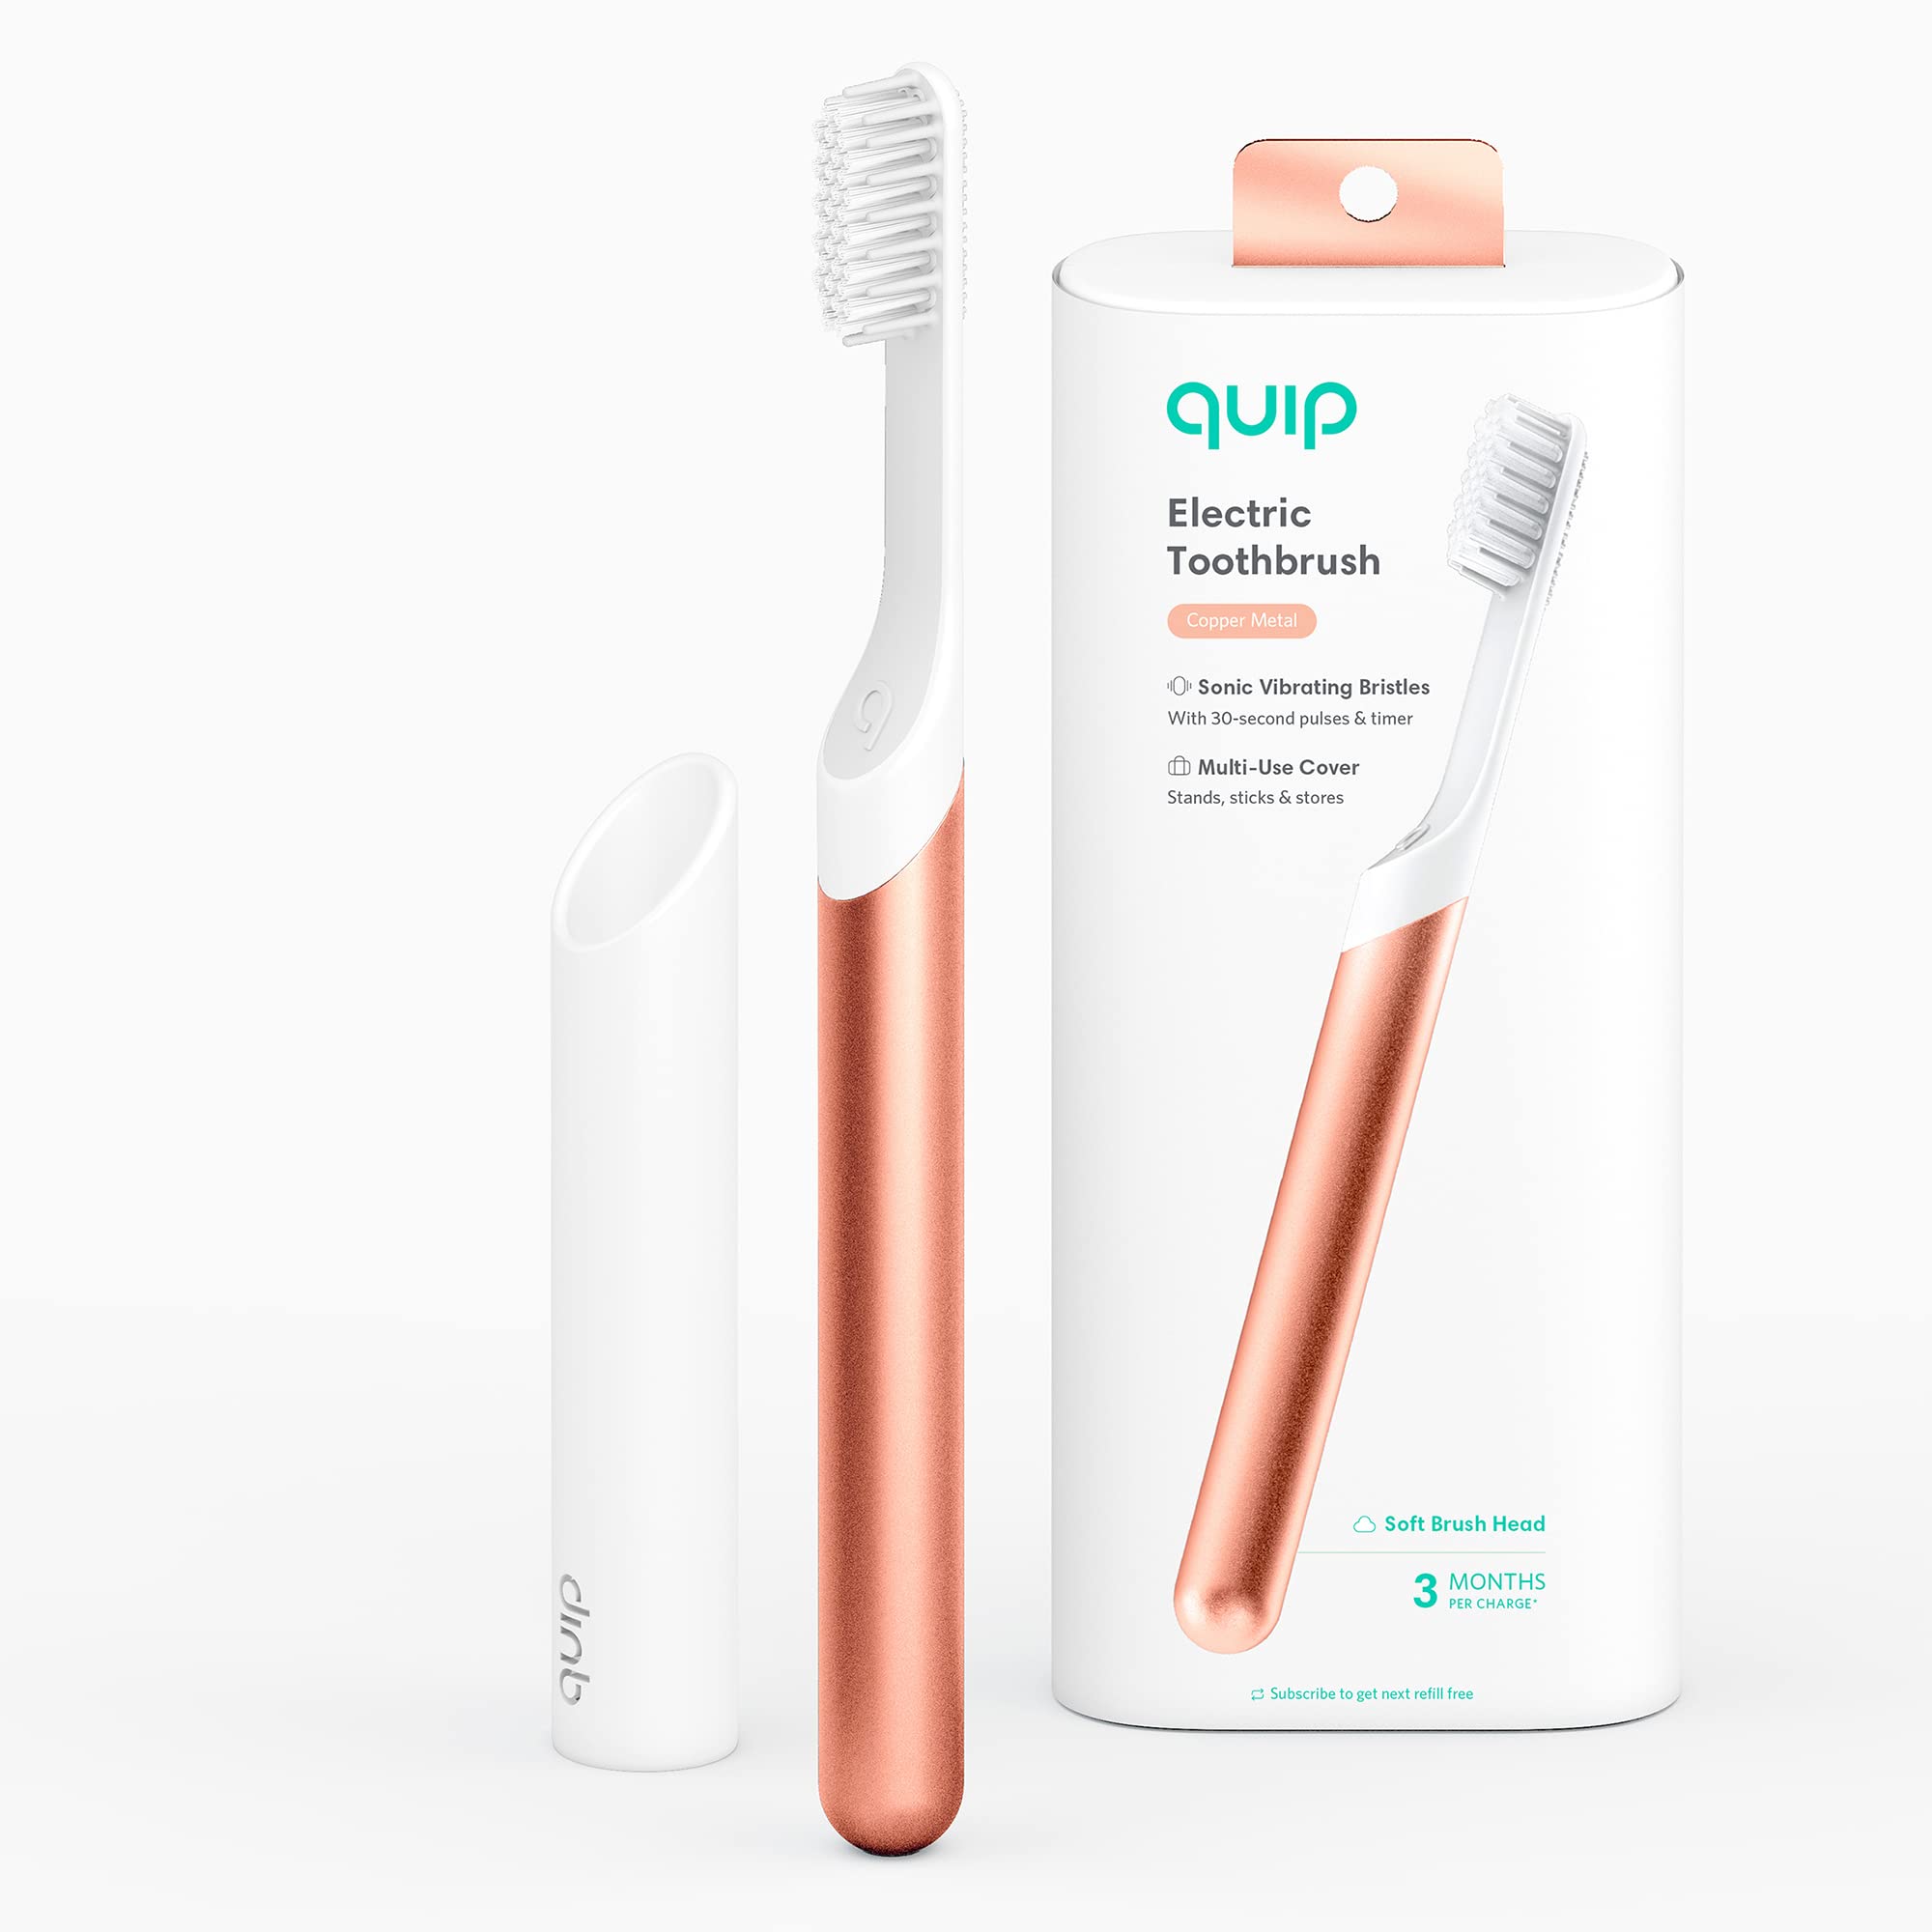 quip
Electric
Toothbrush
Copper Metal
Sonic Vibrating Bristles
With 30-second pulses & timer
Multi-Use Cover
Stands, sticks & stores
Soft Brush Head
3 MONTHS
PER CHARGE*
Subscribe to get next refill free
quip